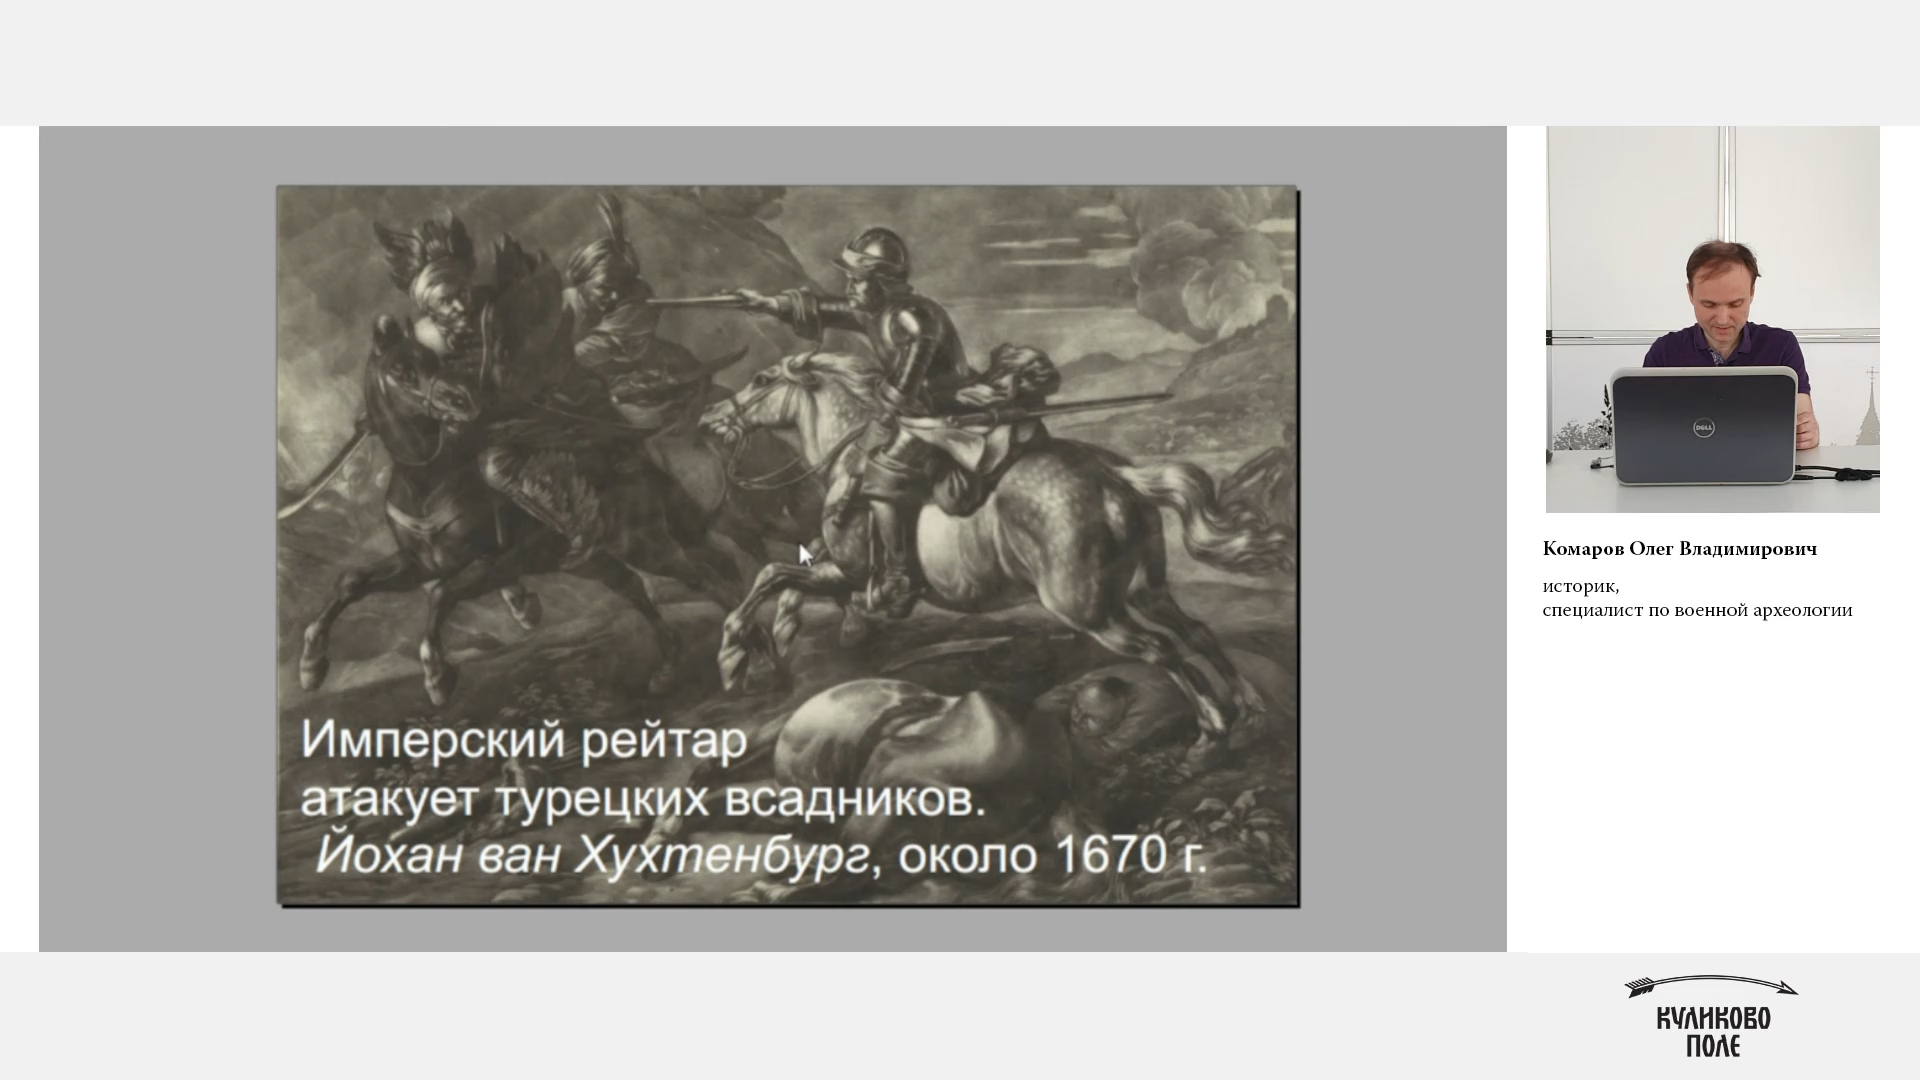 Имперский рейтар
атакует турецких всадников.
Йохан ван Хухтенбург, около 1670 г.
DELL
Комаров Олег Владимирович
историк,
специалист по военной археологии
КУЛИКОВО
ПОЛЕ